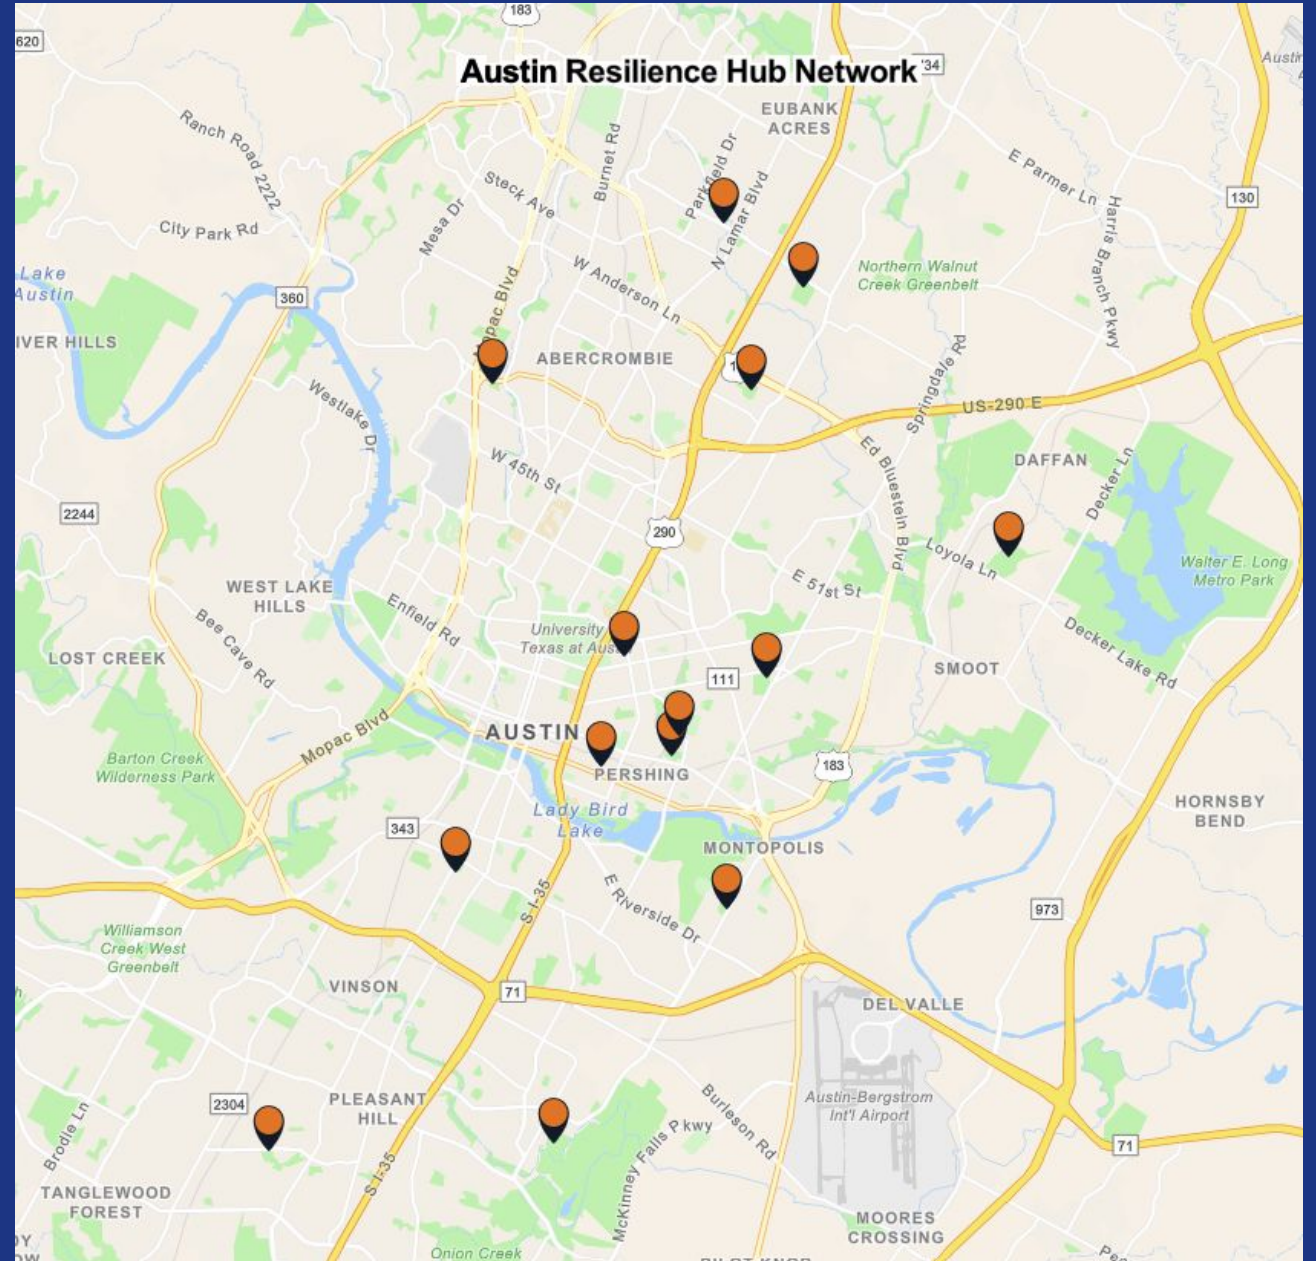 183
620
Austin Resilience Hub Network
734
EUBANK
ACRES
Ranch Road 2222
Burnet Rd
Parkfield Dr
E Parmer Ln
Steck Ave
N Lamar Blvd
130
Mesa Dr
City Park Rd
Harris Branch Pkwy
Lake
Austin
360
W Anderson Ln
Northern Walnut
Creek Greenbelt
IVER HILLS
opac Blvd
ABERCROMBIE
1
Springdale Rd
US-290 E
Westlake Dr
W 45th St
Ed Bluestein Blvd
DAFFAN
Decker Ln
2244
290
Loyola Ln
Walter E. Long
Metro Park
WEST LAKE
HILLS
E 51st St
Enfield Rd
Bee Cave Rd
University
Texas at Aus
Decker Lake Rd
LOST CREEK
111
SMOOT
Mopac Blvd
AUSTIN
Barton Creek
Wilderness Park
PERSHING
183
Lady Bird
Lake
HORNSBY
BEND
343
MONTOPOLIS
E Riverside Dr
S I-35
973
Williamson
Creek West
Greenbelt
VINSON
71
DEL VALLE
2304
PLEASANT
HILL
Burleson Rd
Austin-Bergstrom
Int'l Airport
McKinney Falls Pkwy
Brodie Ln
S I-35
71
TANGLEWOOD
FOREST
MOORES
CROSSING
Onion Creek
PILOT KNOB